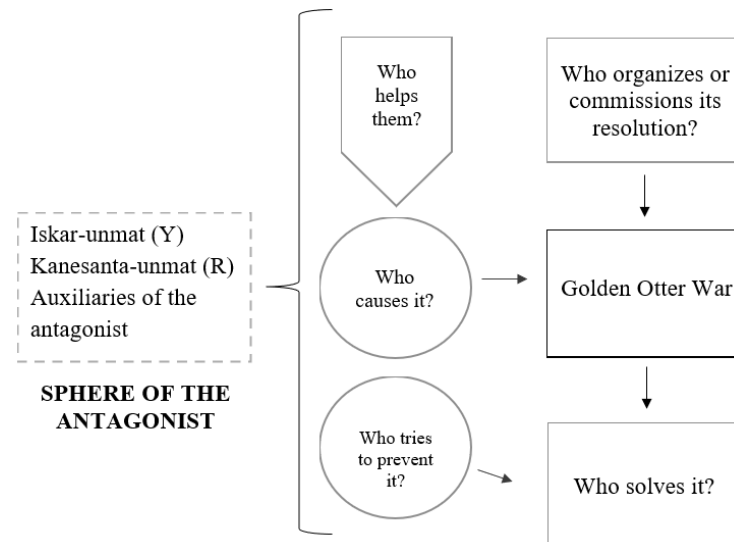 Iskar-unmat (Y)
Kanesanta-unmat (R)
Auxiliaries of the
antagonist
SPHERE OF THE
ANTAGONIST
Who
helps
them?
Who
causes it?
Who tries
to prevent
it?
Who organizes or
commissions its
resolution?
Golden Otter War
Who solves it?